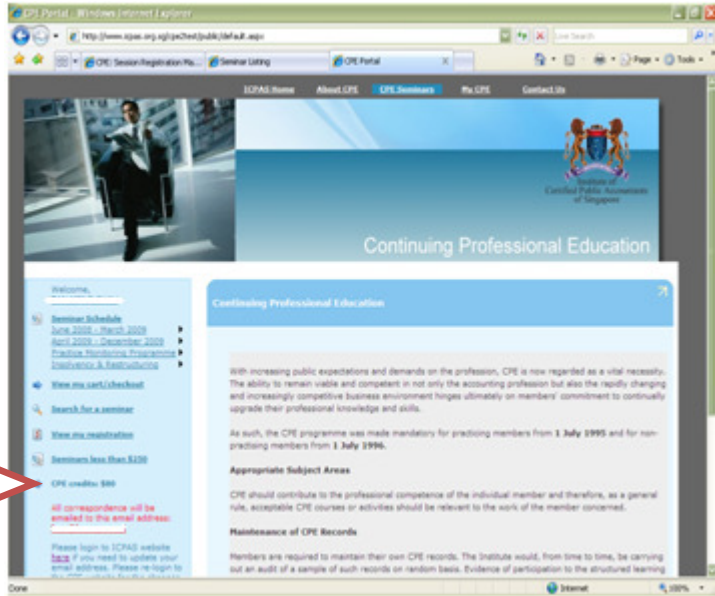 CPE Portal - Windows Internet Explorer
Live Search
CPE: Session Registration Ma...
Seminar Listing
CPE Portal
Page
Tools
ICPAS Home
About CPE
CPE Seminars
My CPE
Contact Us
Institute of
Certified Public Accountants
of Singapore
Continuing Professional Education
Welcome,
Seminar Schedule
June 2008 - March 2009
April 2009 - December 2009
Practice Monitoring Programme
Insolvency & Restructuring
View my cart/checkout
Search for a seminar
View my registration
Seminars less than $250
CPE credits: $80
All correspondence will be
emailed to this email address:
Please login to ICPAS website
here if you need to update your
email address. Please re-login to
Continuing Professional Education
With increasing public expectations and demands on the profession, CPE is now regarded as a vital necessity.
The ability to remain viable and competent in not only the accounting profession but also the rapidly changing
and increasingly competitive business environment hinges ultimately on members' commitment to continually
upgrade their professional knowledge and skills.
As such, the CPE programme was made mandatory for practicing members from 1 July 1995 and for non-
practising members from 1 July 1996.
Appropriate Subject Areas
CPE should contribute to the professional competence of the individual member and therefore, as a general
rule, acceptable CPE courses or activities should be relevant to the work of the member concerned.
Maintenance of CPE Records
Members are required to maintain their own CPE records. The Institute would, from time to time, be carrying
out an audit of a sample of such records on random basis. Evidence of participation to the structured learning
Done
Internet
100%